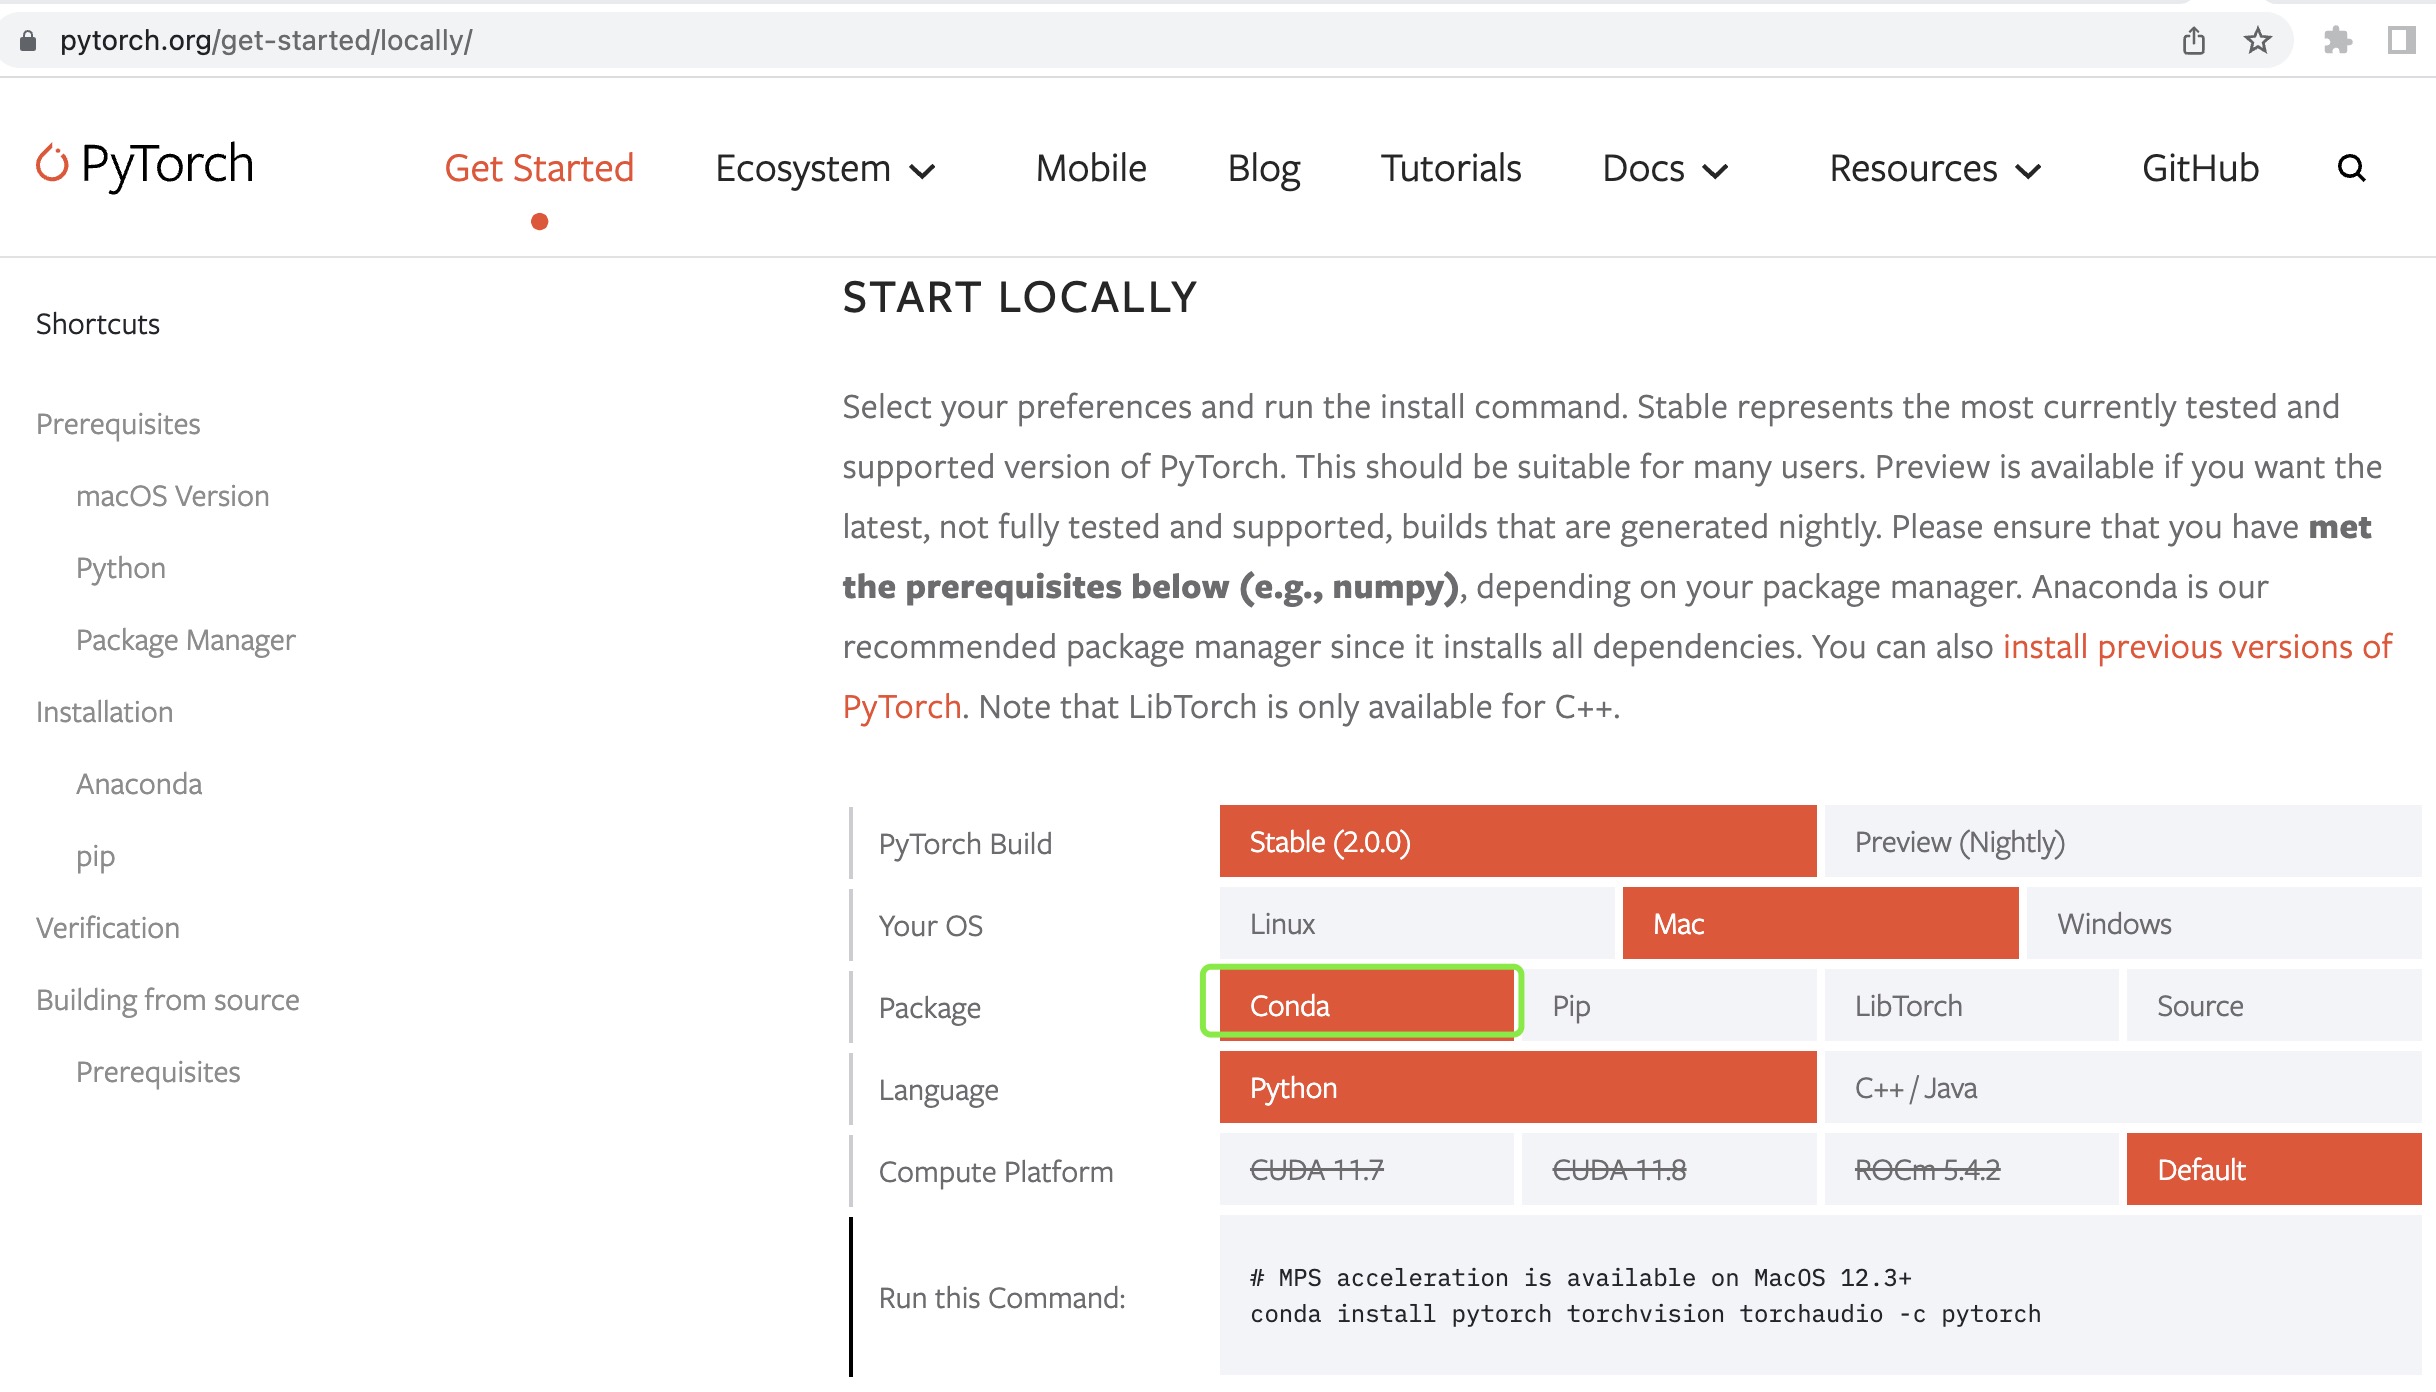 pytorch.org/get-started/locally/
PyTorch
Get Started
Ecosystem
Mobile
Blog
Tutorials
Docs
Resources
GitHub
Shortcuts
Prerequisites
macOS Version
Python
Package Manager
Installation
Anaconda
pip
Verification
Building from source
Prerequisites
START LOCALLY
Select your preferences and run the install command. Stable represents the most currently tested and
supported version of PyTorch. This should be suitable for many users. Preview is available if you want the
latest, not fully tested and supported, builds that are generated nightly. Please ensure that you have met
the prerequisites below (e.g., numpy), depending on your package manager. Anaconda is our
recommended package manager since it installs all dependencies. You can also install previous versions of
PyTorch. Note that LibTorch is only available for C++.
PyTorch Build
Stable (2.0.0)
Preview (Nightly)
Your OS
Linux
Mac
Windows
Package
Conda
Pip
LibTorch
Source
Language
Python
C++ / Java
Compute Platform
CUDA 11.7
CUDA 11.8
ROCm 5.4.2
Default
Run this Command:
# MPS acceleration is available on MacOS 12.3+
conda install pytorch torchvision torchaudio -c pytorch